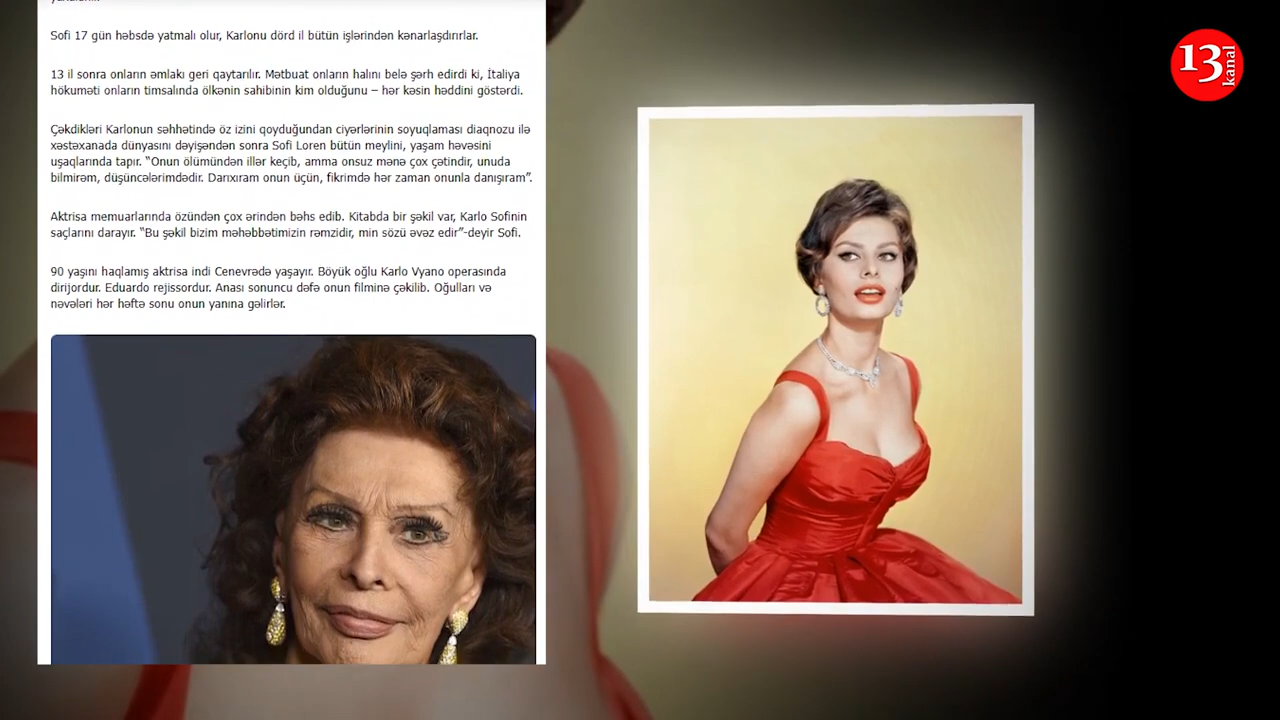 Sofi 17 gün həbsdə yatmalı olur, Karlonu dörd il bütün işlərindən kənarlaşdırırlar.
13 il sonra onların əmlakı geri qaytarılır. Mətbuat onların halını belə şərh edirdi ki, İtaliya
hökuməti onların timsalında ölkənin sahibinin kim olduğunu – hər kəsin həddini göstərdi.
Çəkdikləri Karlonun səhhətində öz izini qoyduğundan ciyərlərinin soyuqlaması diaqnozu ilə
xəstəxanada dünyasını dəyişəndən sonra Sofi Loren bütün meylini, yaşam həvəsini
uşaqlarında tapır. “Onun ölümündən illər keçib, amma onsuz mənə çox çətindir, unuda
bilmirəm, düşüncələrimdədir. Darıxıram onun üçün, fikrimdə hər zaman onunla danışıram”.
Aktrisa memuarlarında özündən çox ərindən bəhs edib. Kitabda bir şəkil var, Karlo Sofinin
saçlarını darayır. “Bu şəkil bizim məhəbbətimizin rəmzidir, min sözü əvəz edir”-deyir Sofi.
90 yaşını haqlamış aktrisa indi Cenevrədə yaşayır. Böyük oğlu Karlo Vyano operasında
dirijordur. Eduardo rejissordur. Anası sonuncu dəfə onun filminə çəkilib. Oğulları və
nəvələri hər həftə sonu onun yanına gəlirlər.
13 kanal